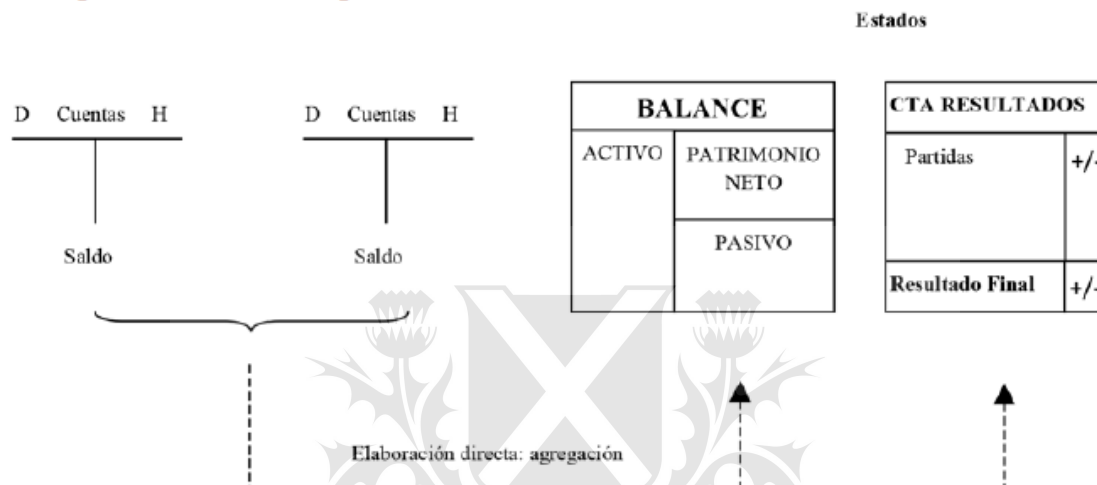 Estados
D Cuentas H
D Cuentas H
Saldo
Saldo
BALANCE
ACTIVO
PATRIMONIO
NETO
PASIVO
CTA RESULTADOS
Partidas
+/-
Resultado Final
+/-
Elaboración directa: agregación